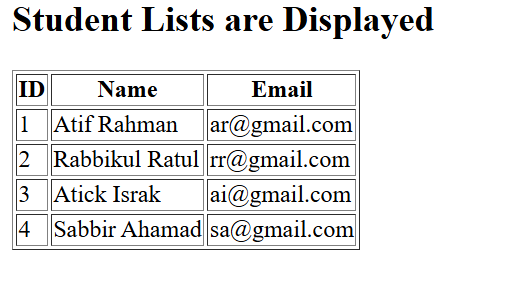 Student Lists are Displayed
ID Name Email
1 Atif Rahman ar@gmail.com
2 Rabbikul Ratul rr@gmail.com
3 Atick Israk ai@gmail.com
4 Sabbir Ahamad sa@gmail.com